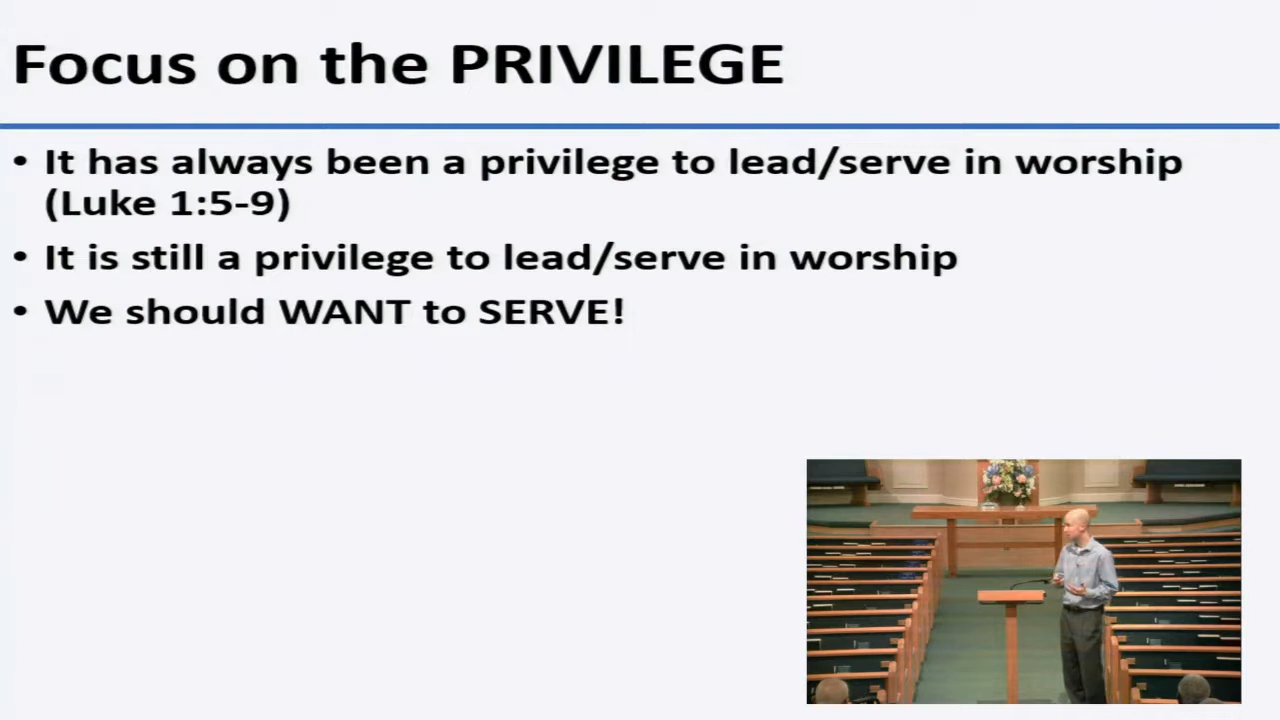 Focus on the PRIVILEGE
• It has always been a privilege to lead/serve in worship
(Luke 1:5-9)
• It is still a privilege to lead/serve in worship
• We should WANT to SERVE!